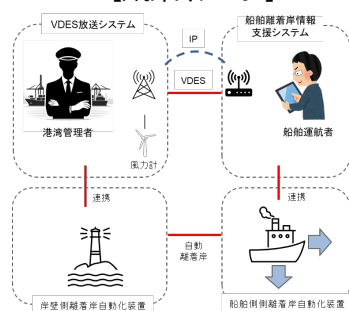 VDES放送システム
IP
船舶離着岸情報
支援システム
VDES
港湾管理者
風力計
船舶運航者
連携
連携
自動
離着岸
岸壁側離着岸自動化装置
船舶側側離着岸自動化装置